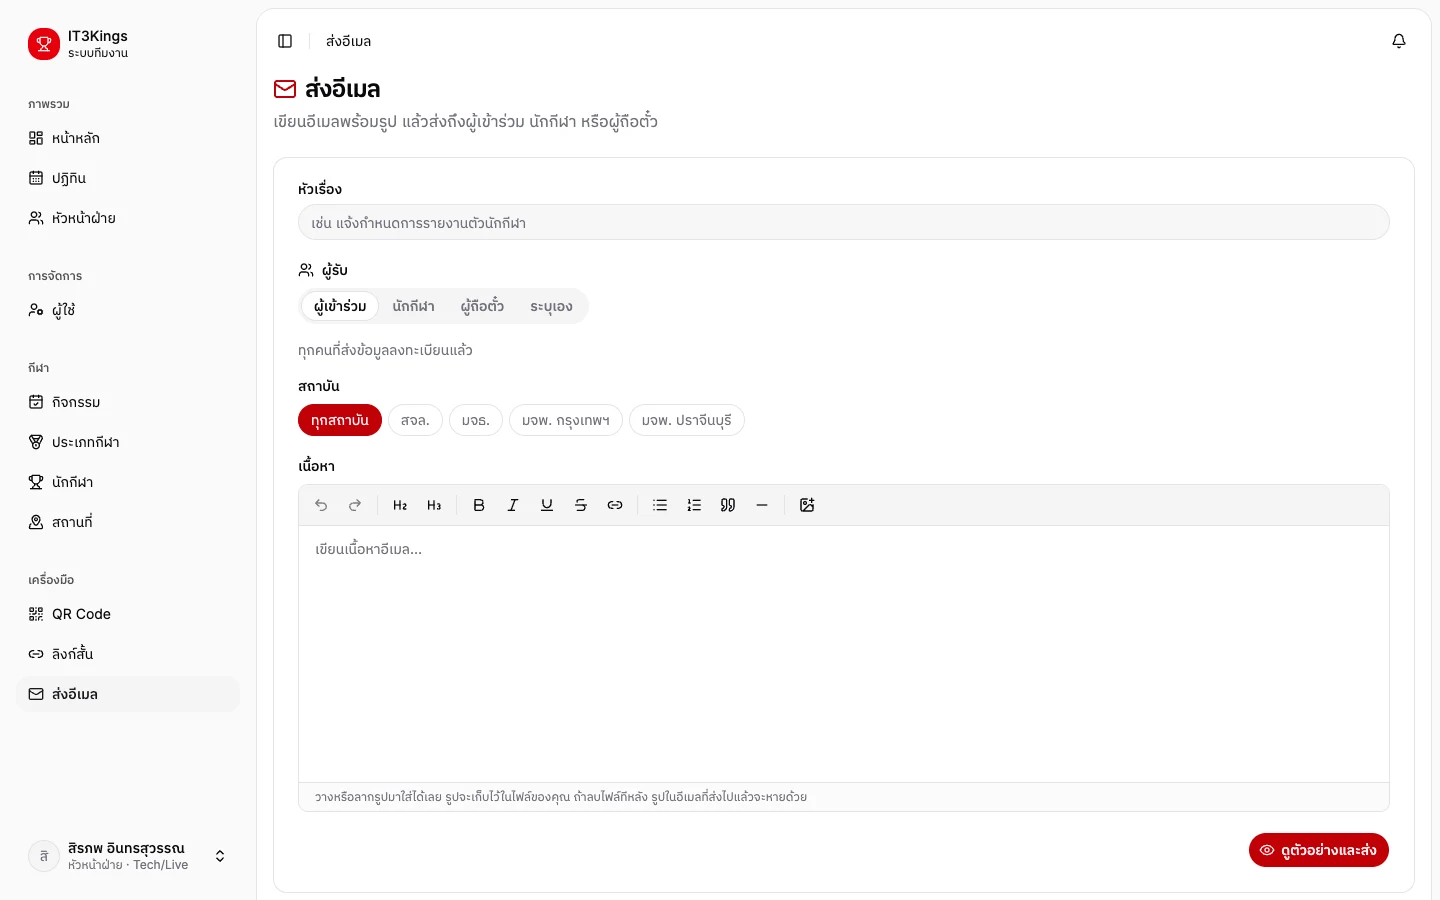 IT3Kings
ระบบทีมงาน
ภาพรวม
หน้าหลัก
ปฏิทิน
หัวหน้าฝ่าย
การจัดการ
ผู้ใช้
กีฬา
กิจกรรม
ประเภทกีฬา
นักกีฬา
สถานที่
เครื่องมือ
QR Code
ลิงก์สั้น
ส่งอีเมล
สิ
สิรภพ อินทรสุวรรณ
หัวหน้าฝ่าย · Tech/Live
ส่งอีเมล
ส่งอีเมล
เขียนอีเมลพร้อมรูป แล้วส่งถึงผู้เข้าร่วม นักกีฬา หรือผู้ถือตั๋ว
หัวเรื่อง
เช่น แจ้งกำหนดการรายงานตัวนักกีฬา
ผู้รับ
ผู้เข้าร่วม นักกีฬา ผู้ถือตั๋ว ระบุเอง
ทุกคนที่ส่งข้อมูลลงทะเบียนแล้ว
สถาบัน
ทุกสถาบัน สจล. มจธ. มจพ. กรุงเทพฯ มจพ. ปราจีนบุรี
เนื้อหา
H2 H3 B I U S
เขียนเนื้อหาอีเมล...
วางหรือลากรูปมาใส่ได้เลย รูปจะเก็บไว้ในไฟล์ของคุณ ถ้าลบไฟล์ทีหลัง รูปในอีเมลที่ส่งไปแล้วจะหายด้วย
ดูตัวอย่างและส่ง